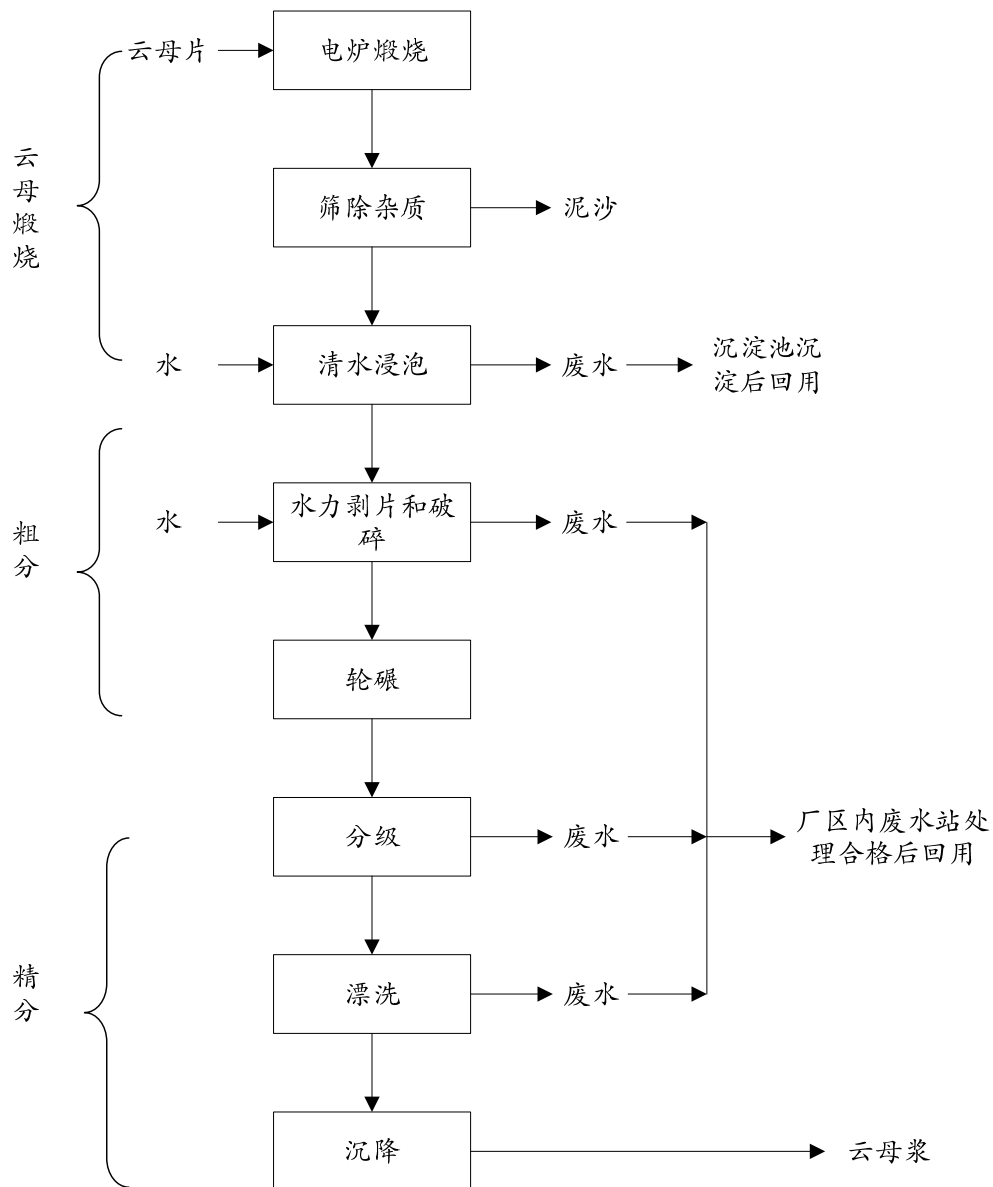 云母片
电炉煅烧
云母煅烧
筛除杂质
泥沙
水
清水浸泡
废水
沉淀池沉
淀后回用
粗分
水
水力剥片和破
碎
废水
轮碾
分级
废水
厂区内废水站处
理合格后回用
精分
漂洗
废水
沉降
云母浆